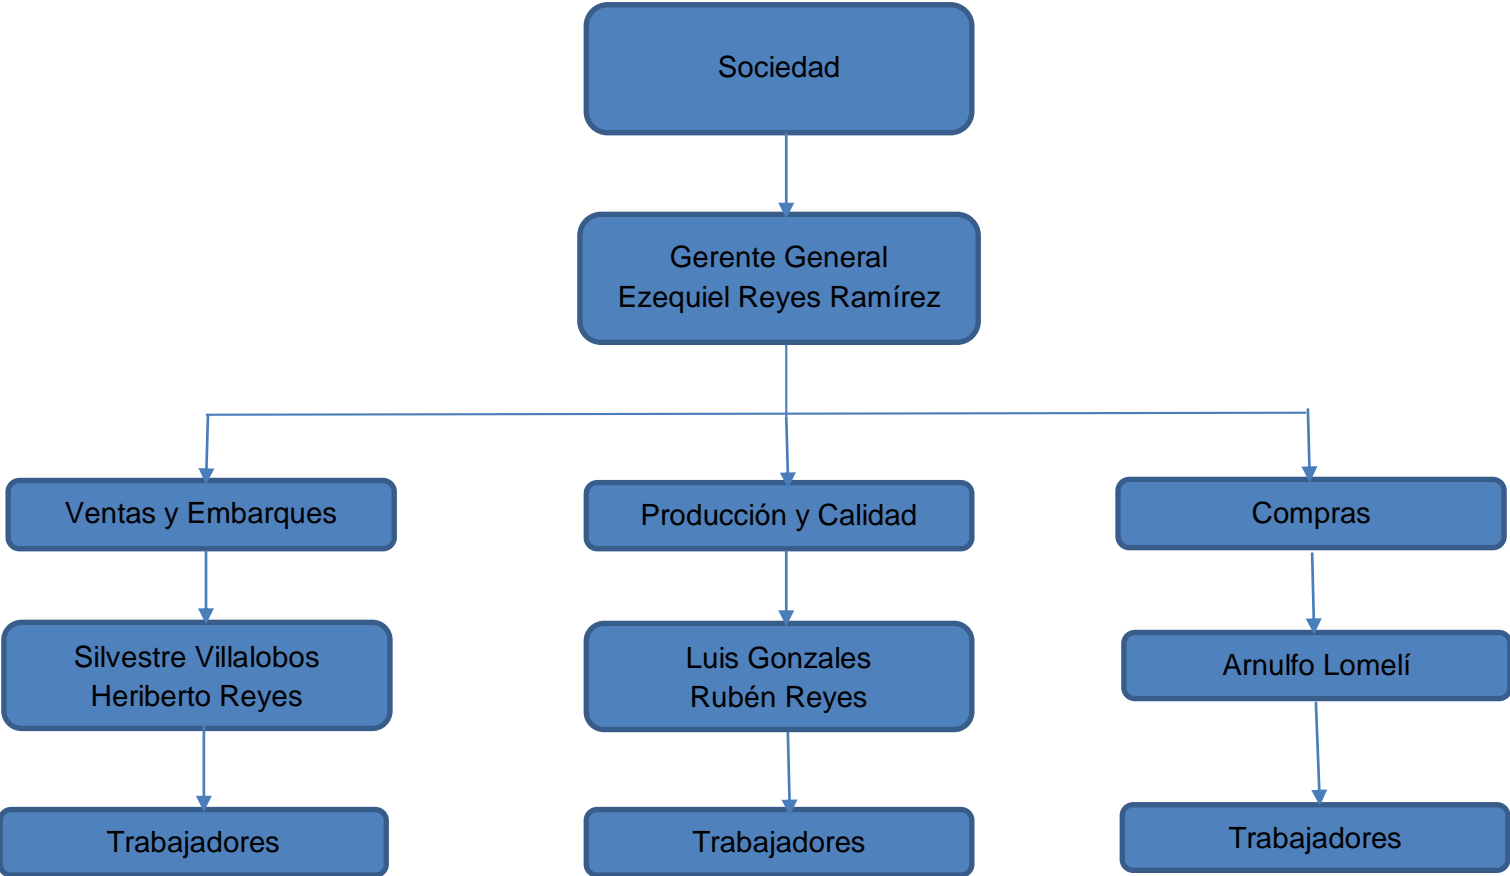 Sociedad
Gerente General
Ezequiel Reyes Ramírez
Ventas y Embarques
Producción y Calidad
Compras
Silvestre Villalobos
Heriberto Reyes
Luis Gonzales
Rubén Reyes
Arnulfo Lomelí
Trabajadores
Trabajadores
Trabajadores